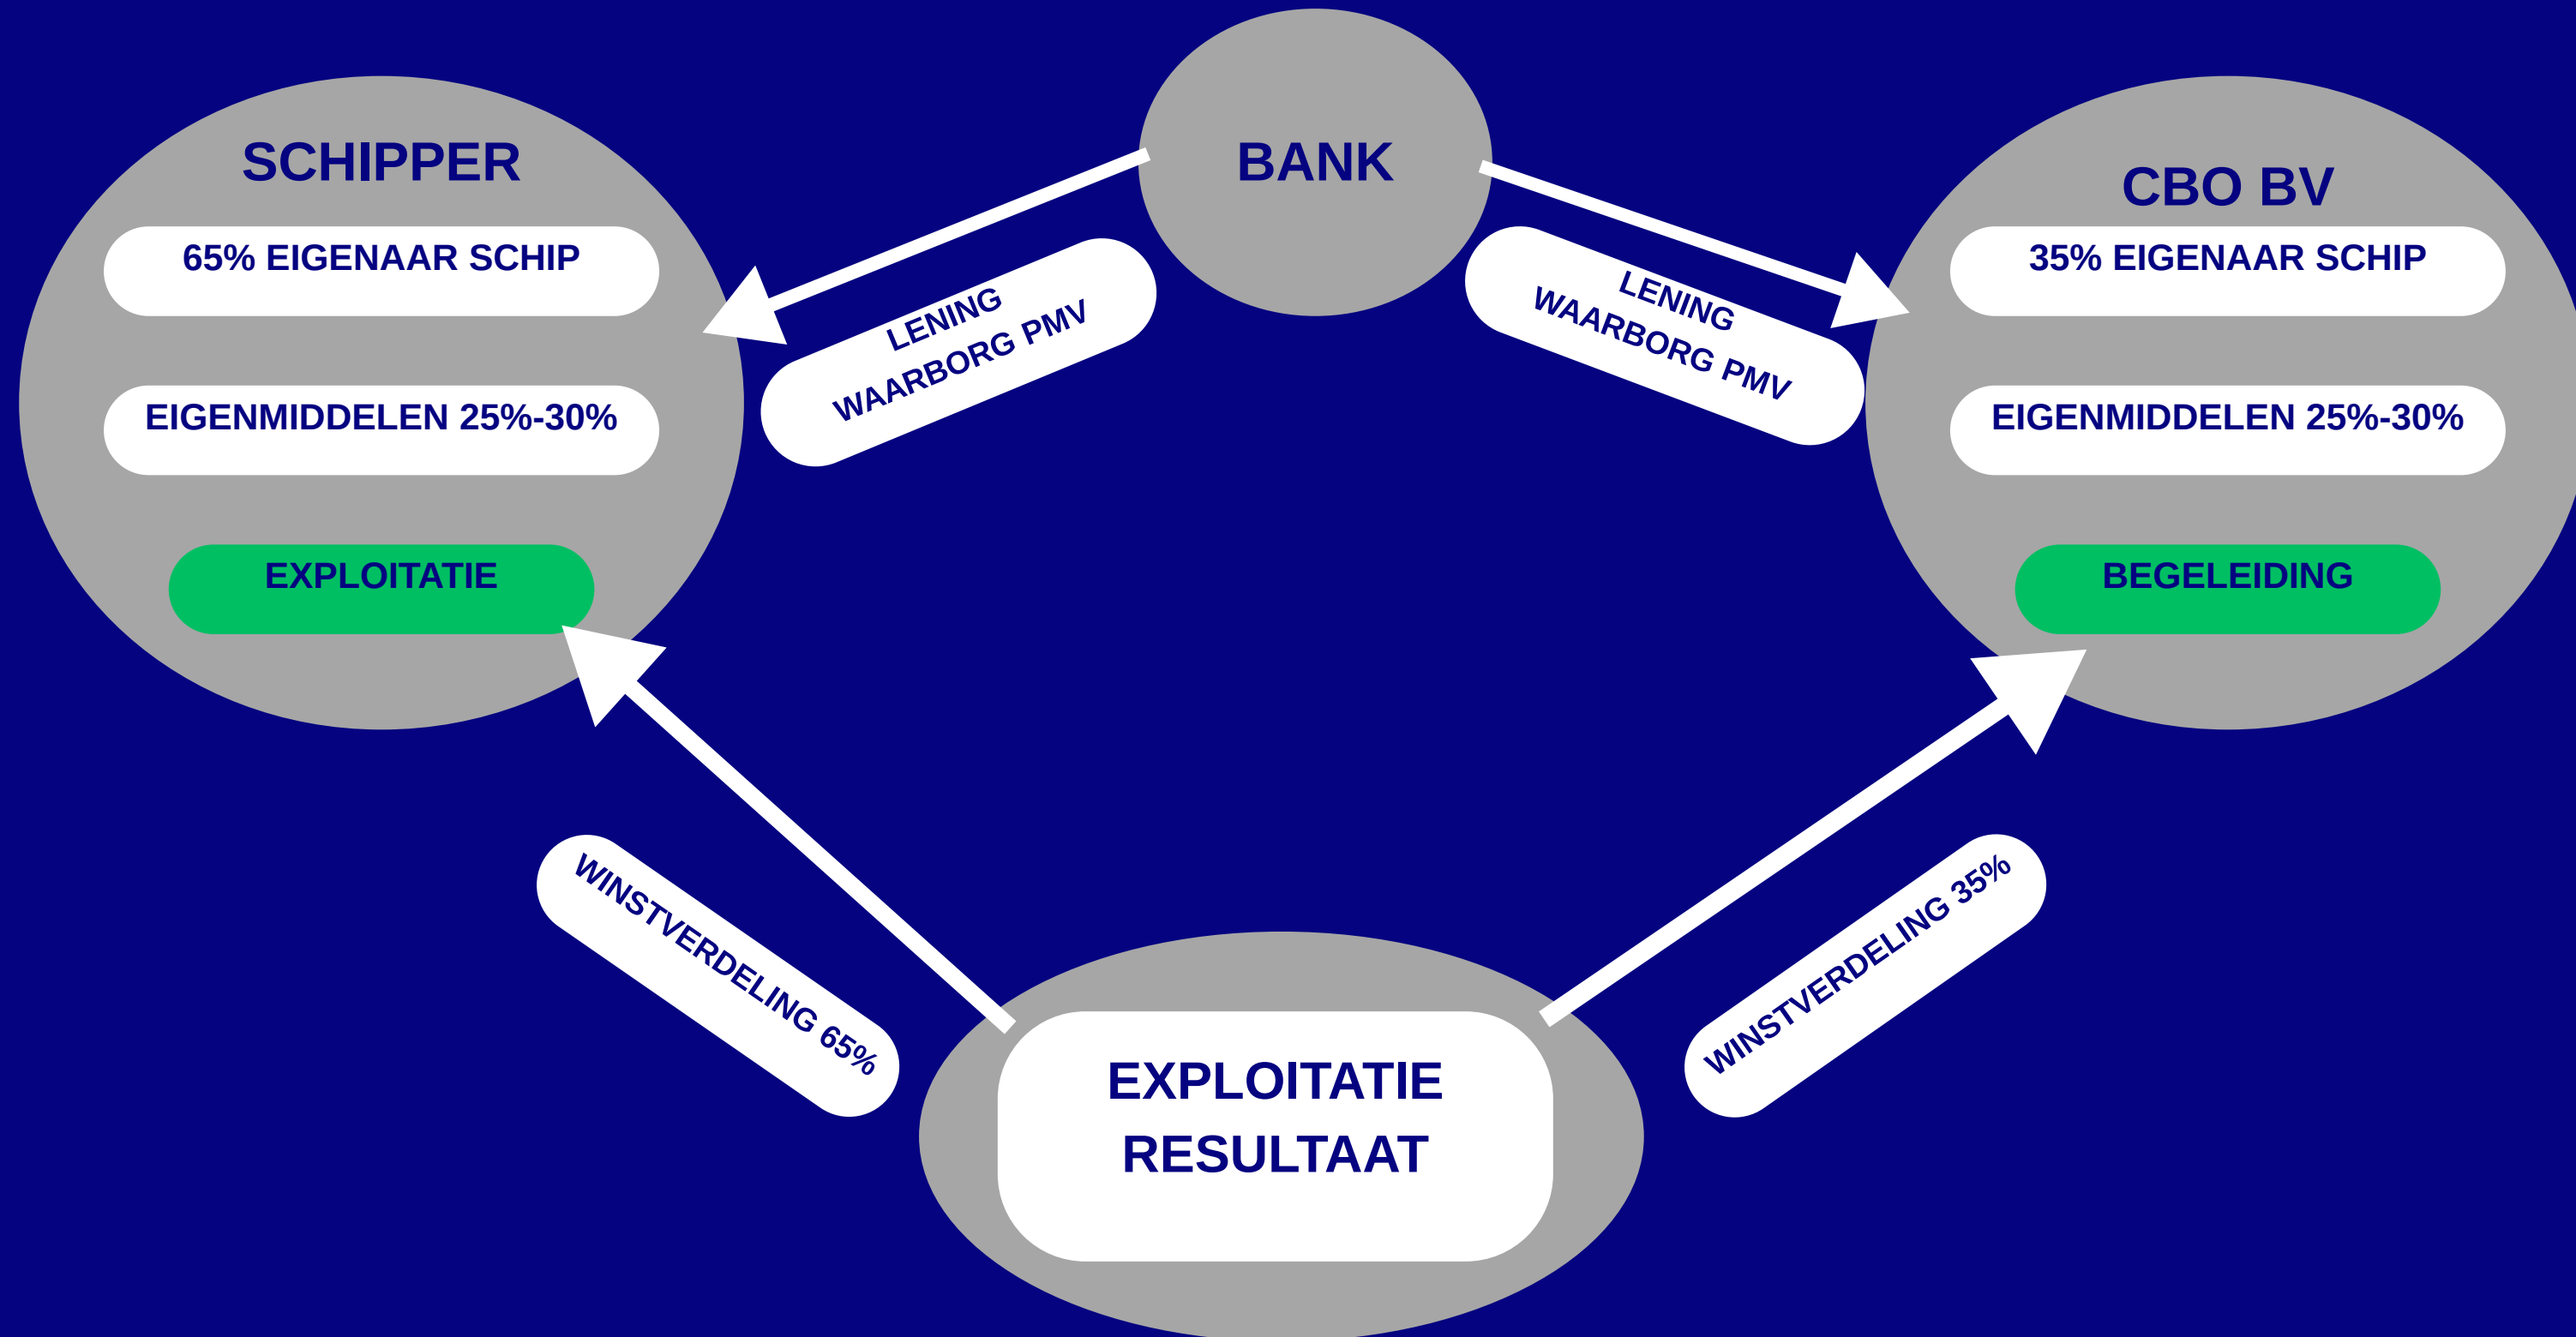 SCHIPPER
65% EIGENAAR SCHIP
EIGENMIDDELEN 25%-30%
EXPLOITATIE
BANK
LENING
WAARBORG PMV
LENING
WAARBORG PMV
CBO BV
35% EIGENAAR SCHIP
EIGENMIDDELEN 25%-30%
BEGELEIDING
WINSTVERDELING 65%
WINSTVERDELING 35%
EXPLOITATIE
RESULTAAT